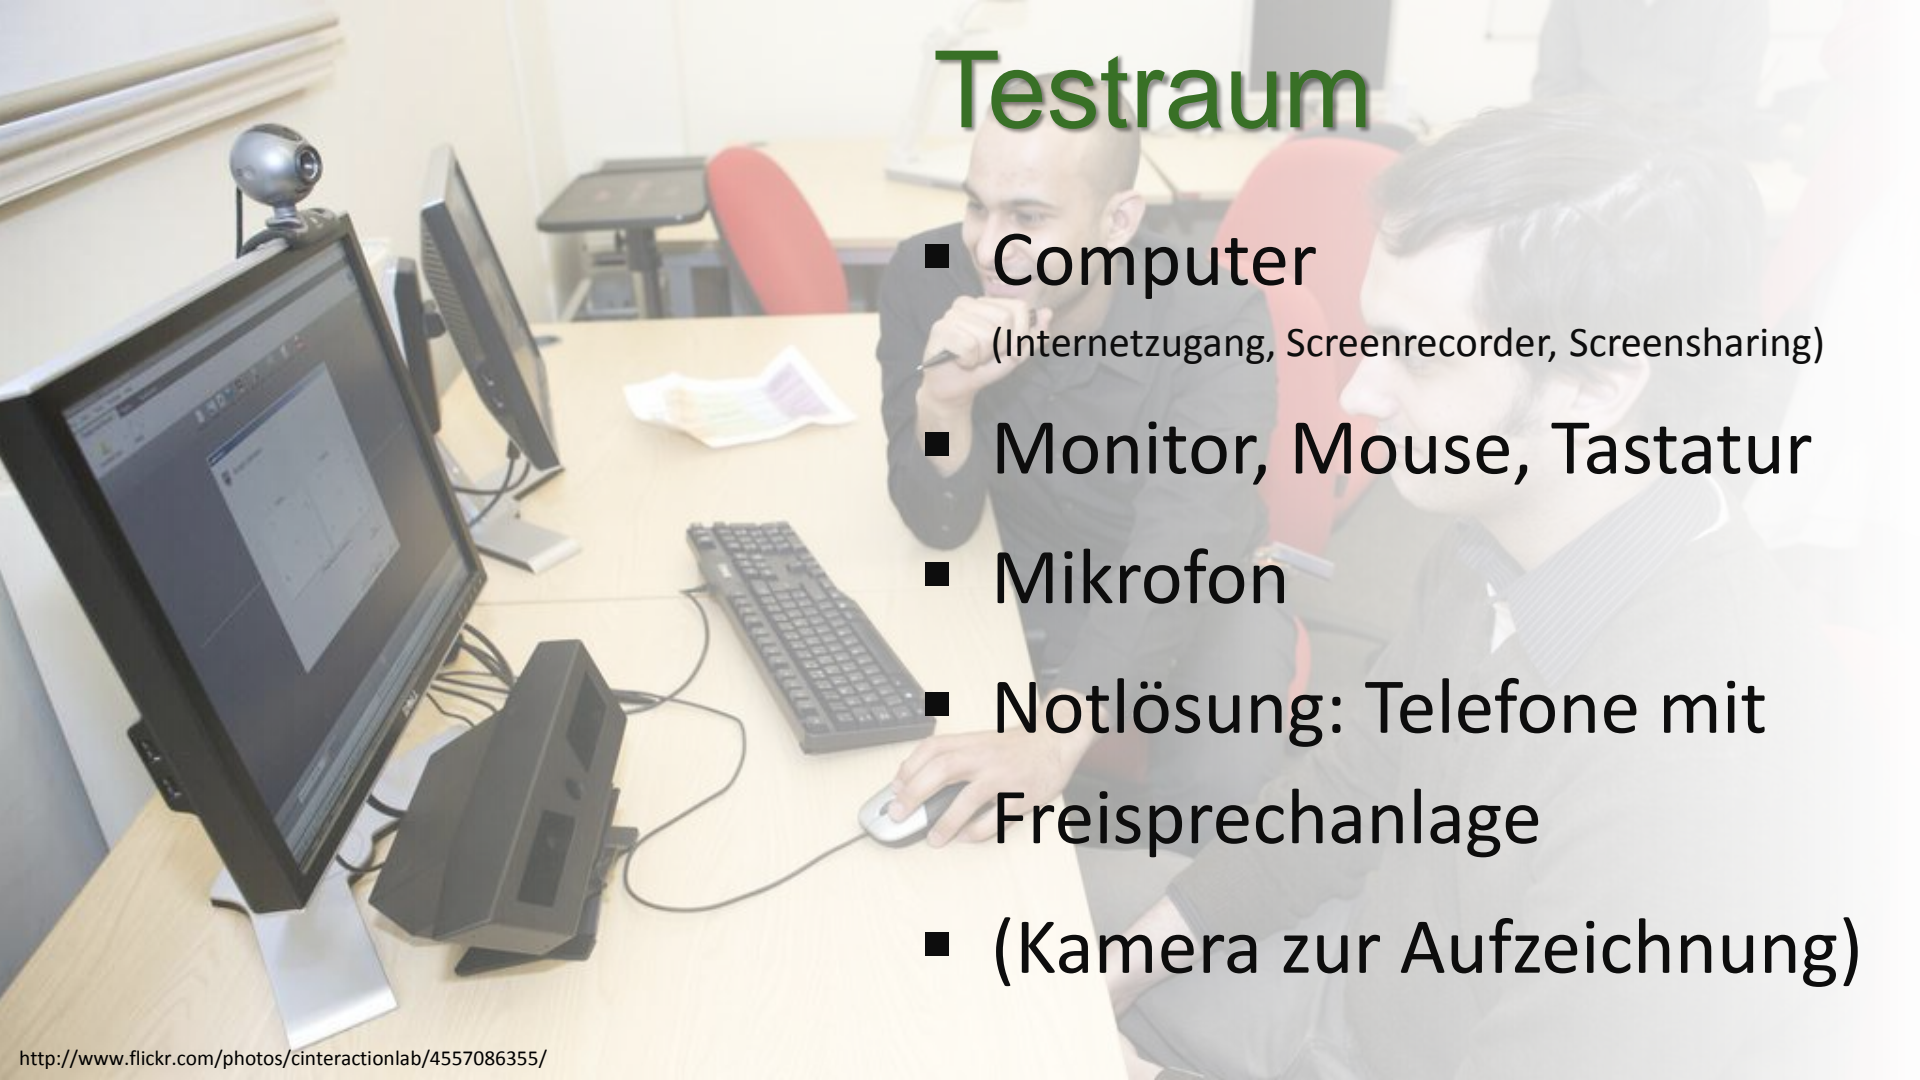 Testraum
▪ Computer
(Internetzugang, Screenrecorder, Screensharing)
▪ Monitor, Mouse, Tastatur
▪ Mikrofon
▪ Notlösung: Telefone mit
Freisprechanlage
▪ (Kamera zur Aufzeichnung)
http://www.flickr.com/photos/cinteractionlab/4557086355/